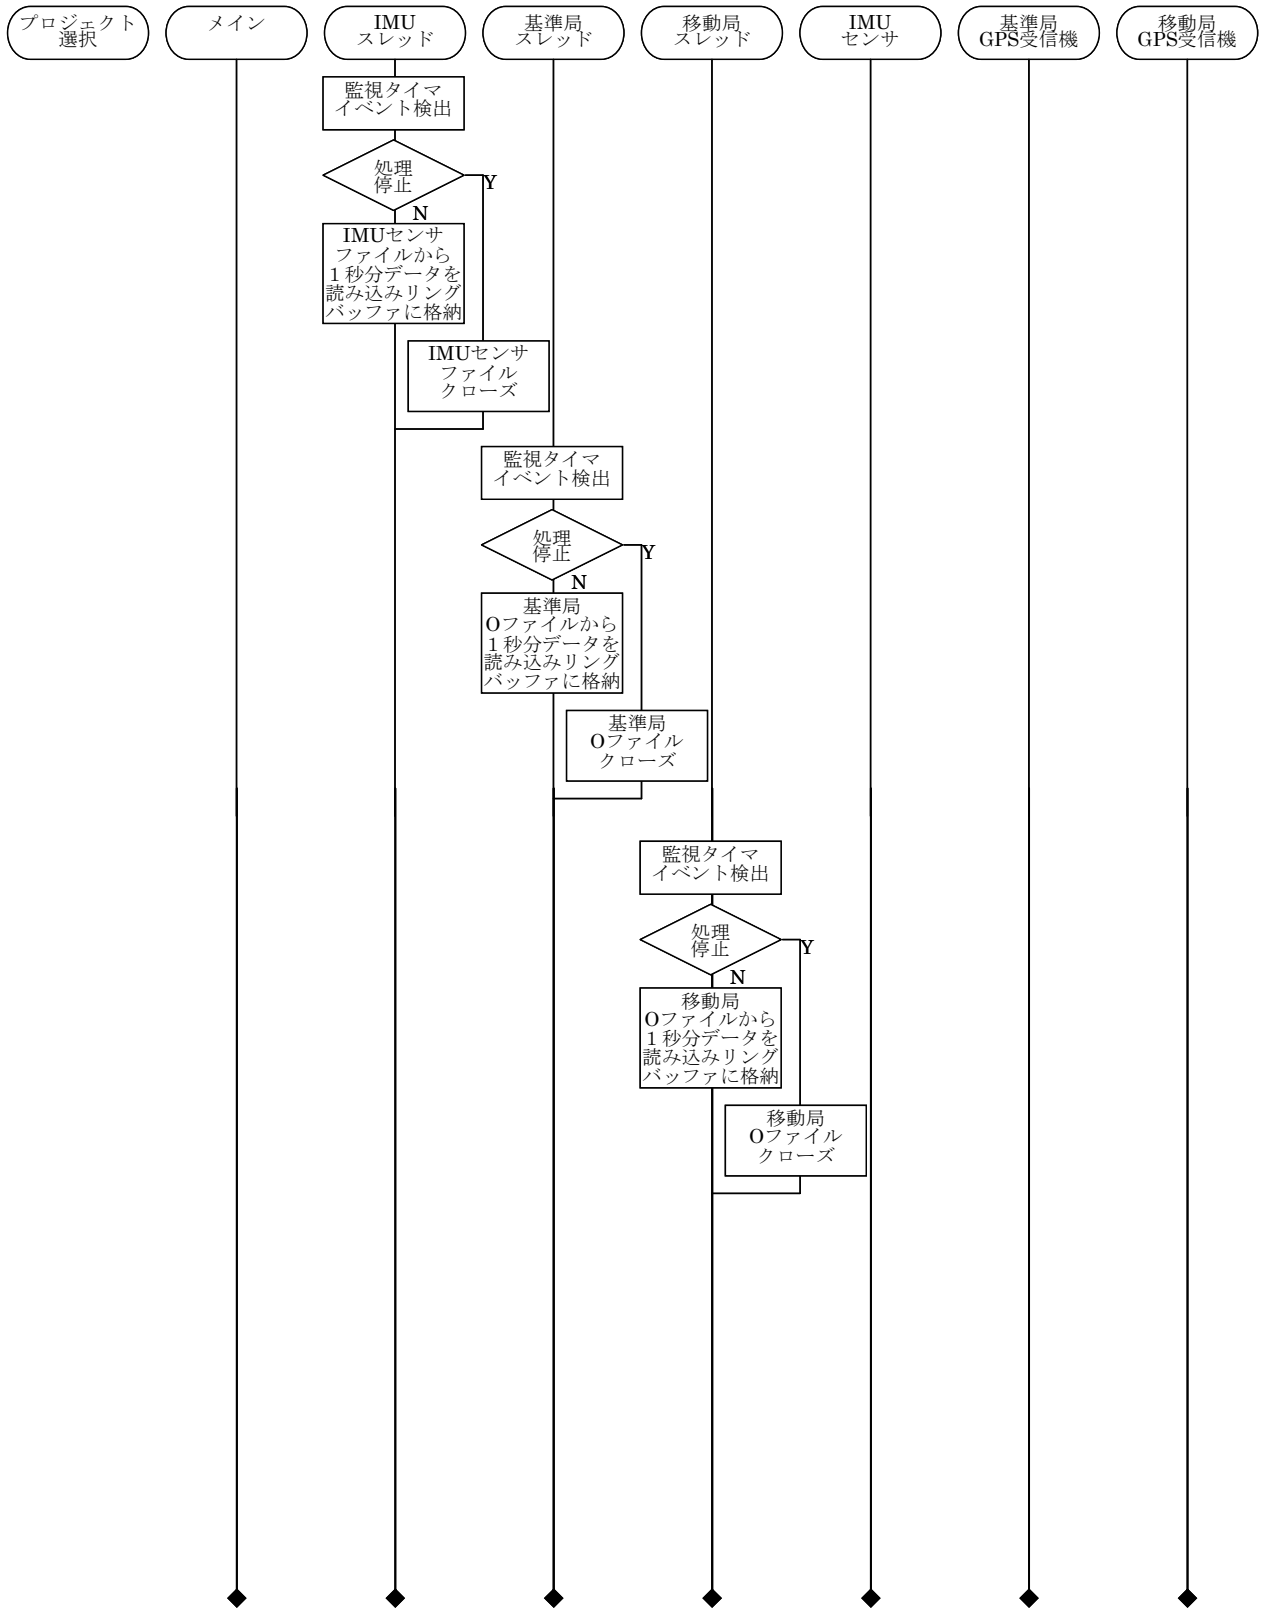 プロジェクト
選択
メイン
IMU
スレッド
基準局
スレッド
移動局
スレッド
IMU
センサ
基準局
GPS受信機
移動局
GPS受信機
監視タイマ
イベント検出
処理
停止
Y
N
IMUセンサ
ファイルから
１秒分データを
読み込みリング
バッファに格納
IMUセンサ
ファイル
クローズ
監視タイマ
イベント検出
処理
停止
Y
N
基準局
Oファイルから
１秒分データを
読み込みリング
バッファに格納
基準局
Oファイル
クローズ
監視タイマ
イベント検出
処理
停止
Y
N
移動局
Oファイルから
１秒分データを
読み込みリング
バッファに格納
移動局
Oファイル
クローズ